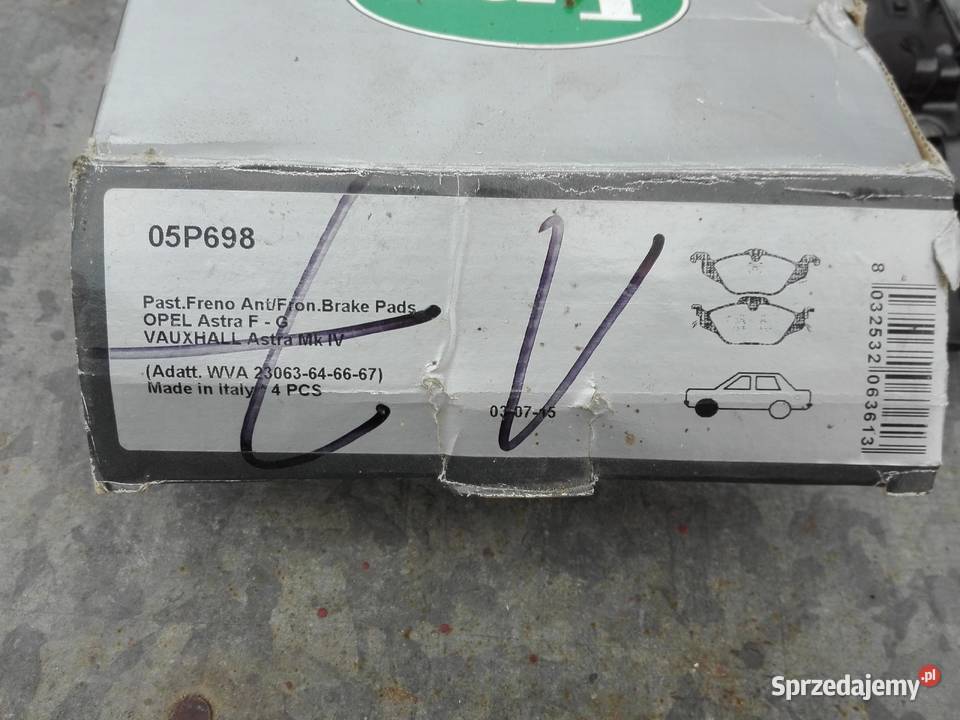 05P698
Past.Freno Ant/Fron.Brake Pads
OPEL Astra F - G
VAUXHALL Astra Mk IV
(Adatt. WVA 23063-64-66-67)
Made in italy 4 PCS
03-07-15
8 032532 063613
Sprzedajemy.pl